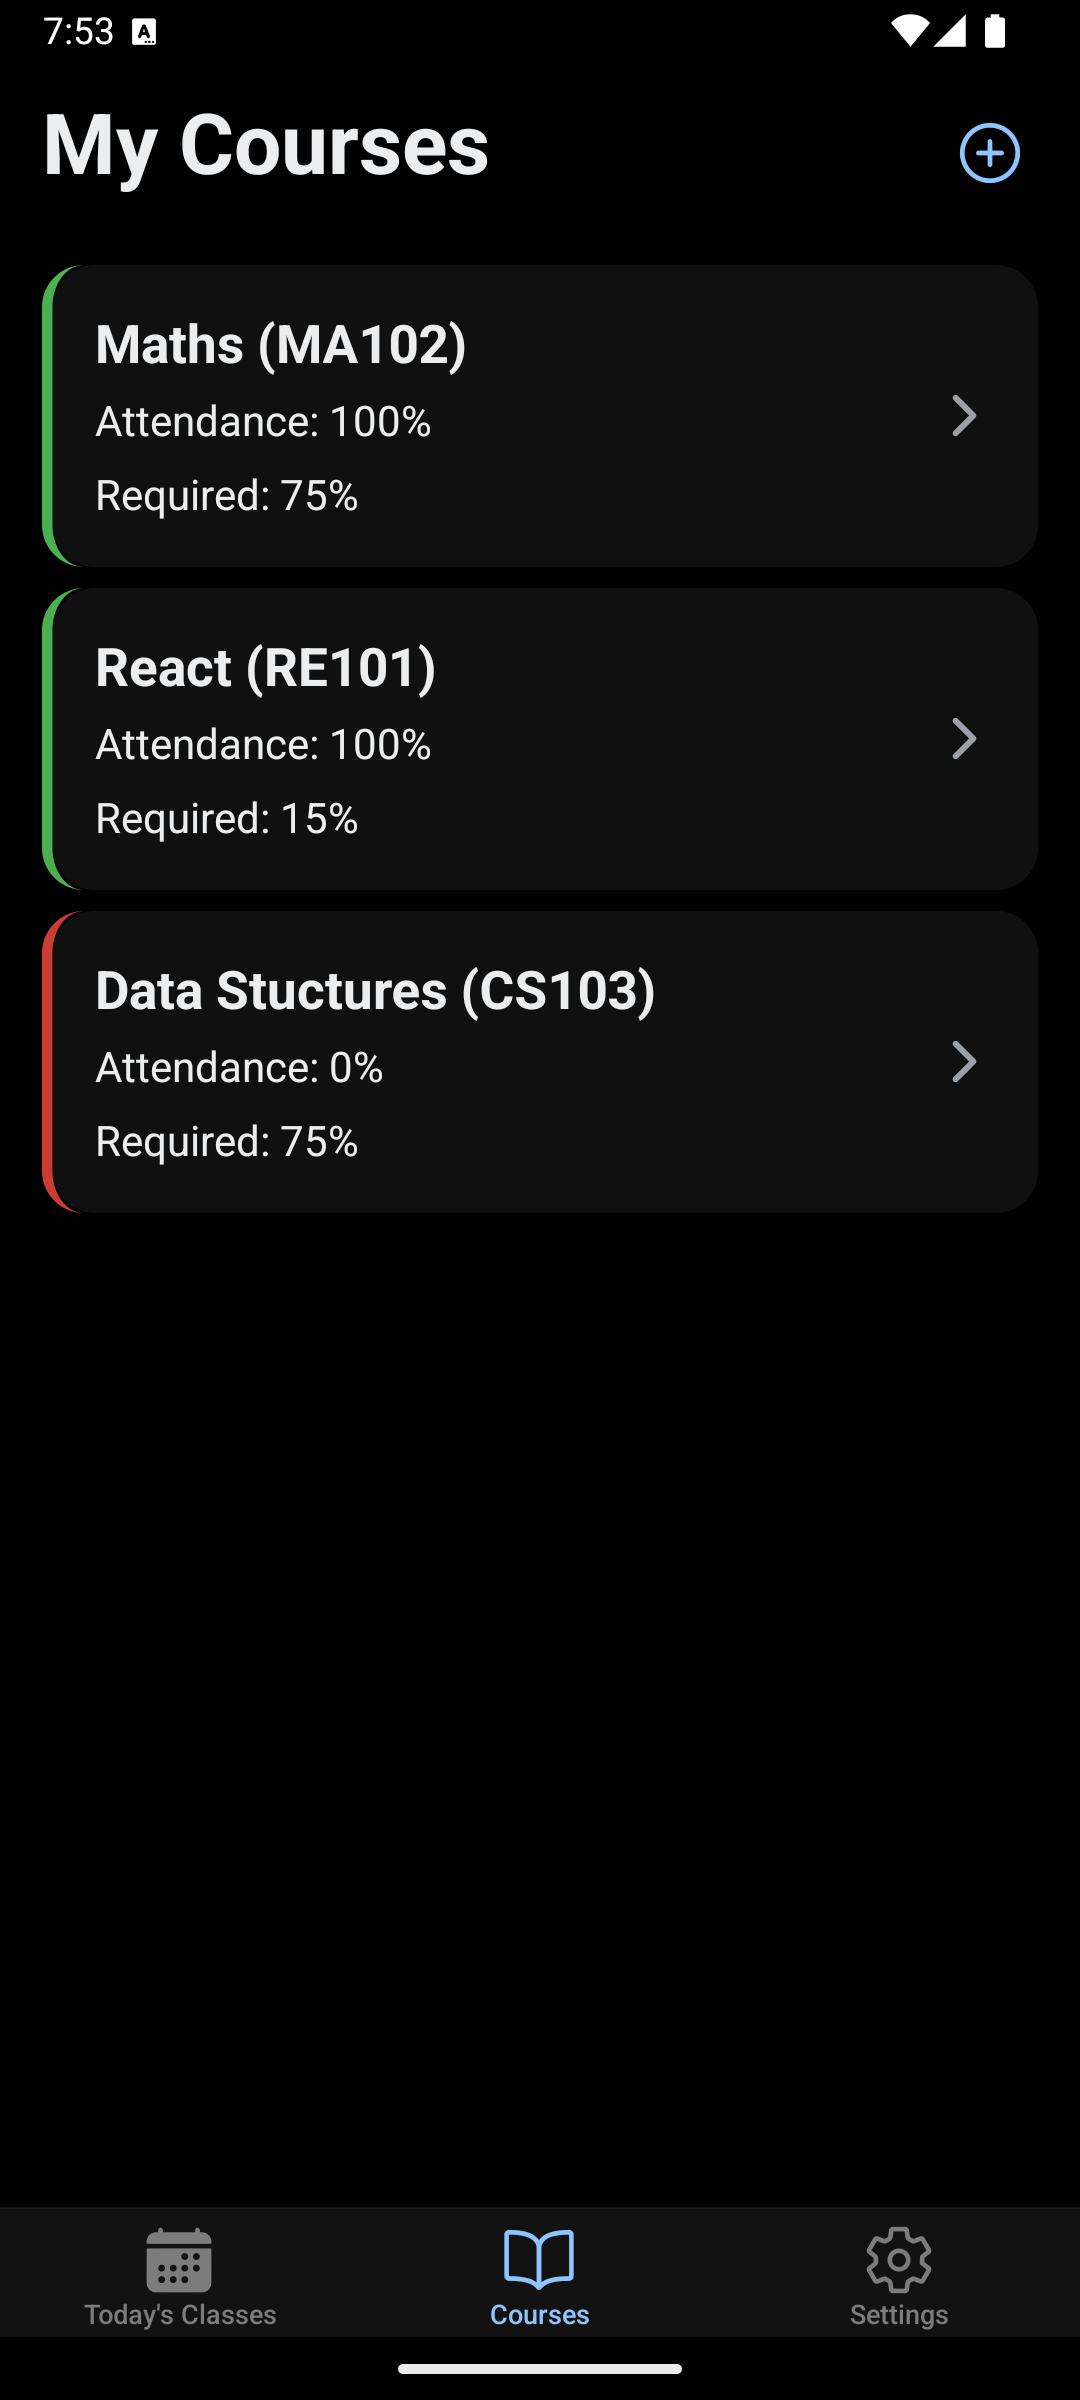 7:53
My Courses
Maths (MA102)
Attendance: 100%
Required: 75%
React (RE101)
Attendance: 100%
Required: 15%
Data Stuctures (CS103)
Attendance: 0%
Required: 75%
Today's Classes
Courses
Settings